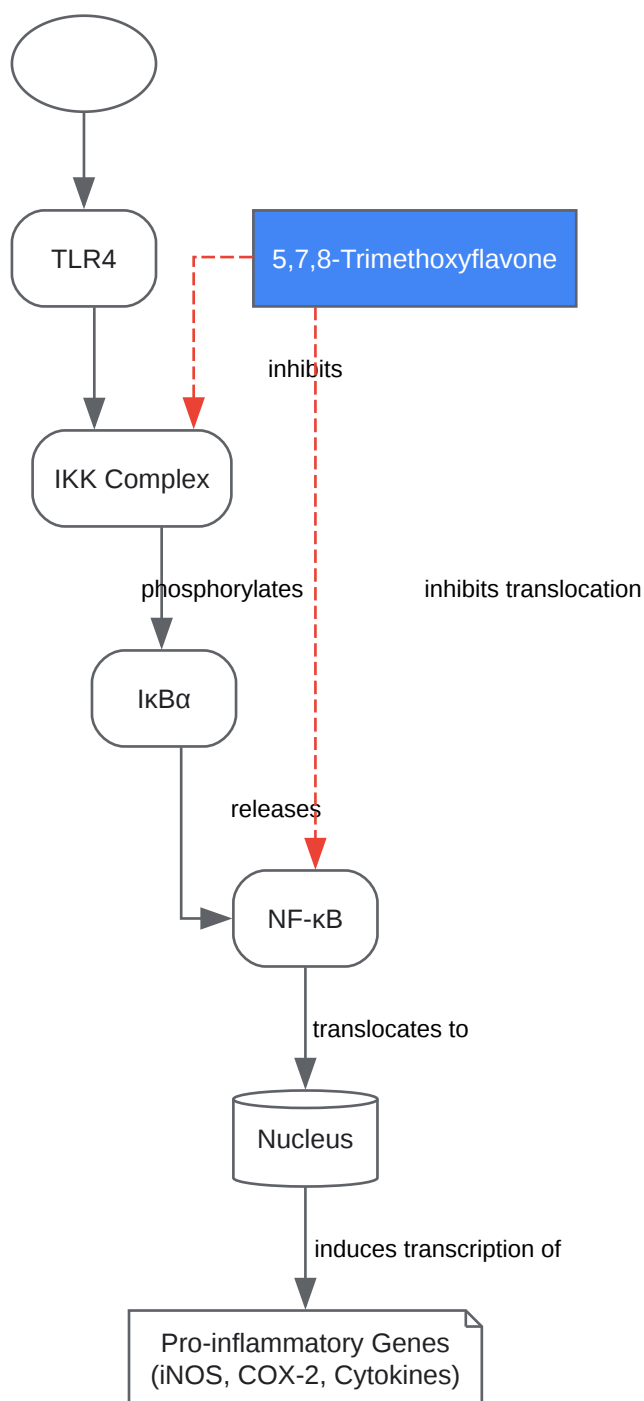 TLR4
5,7,8-Trimethoxyflavone
inhibits
IKK Complex
phosphorylates
inhibits translocation
IκBα
releases
NF-κB
translocates to
Nucleus
induces transcription of
Pro-inflammatory Genes
(iNOS, COX-2, Cytokines)